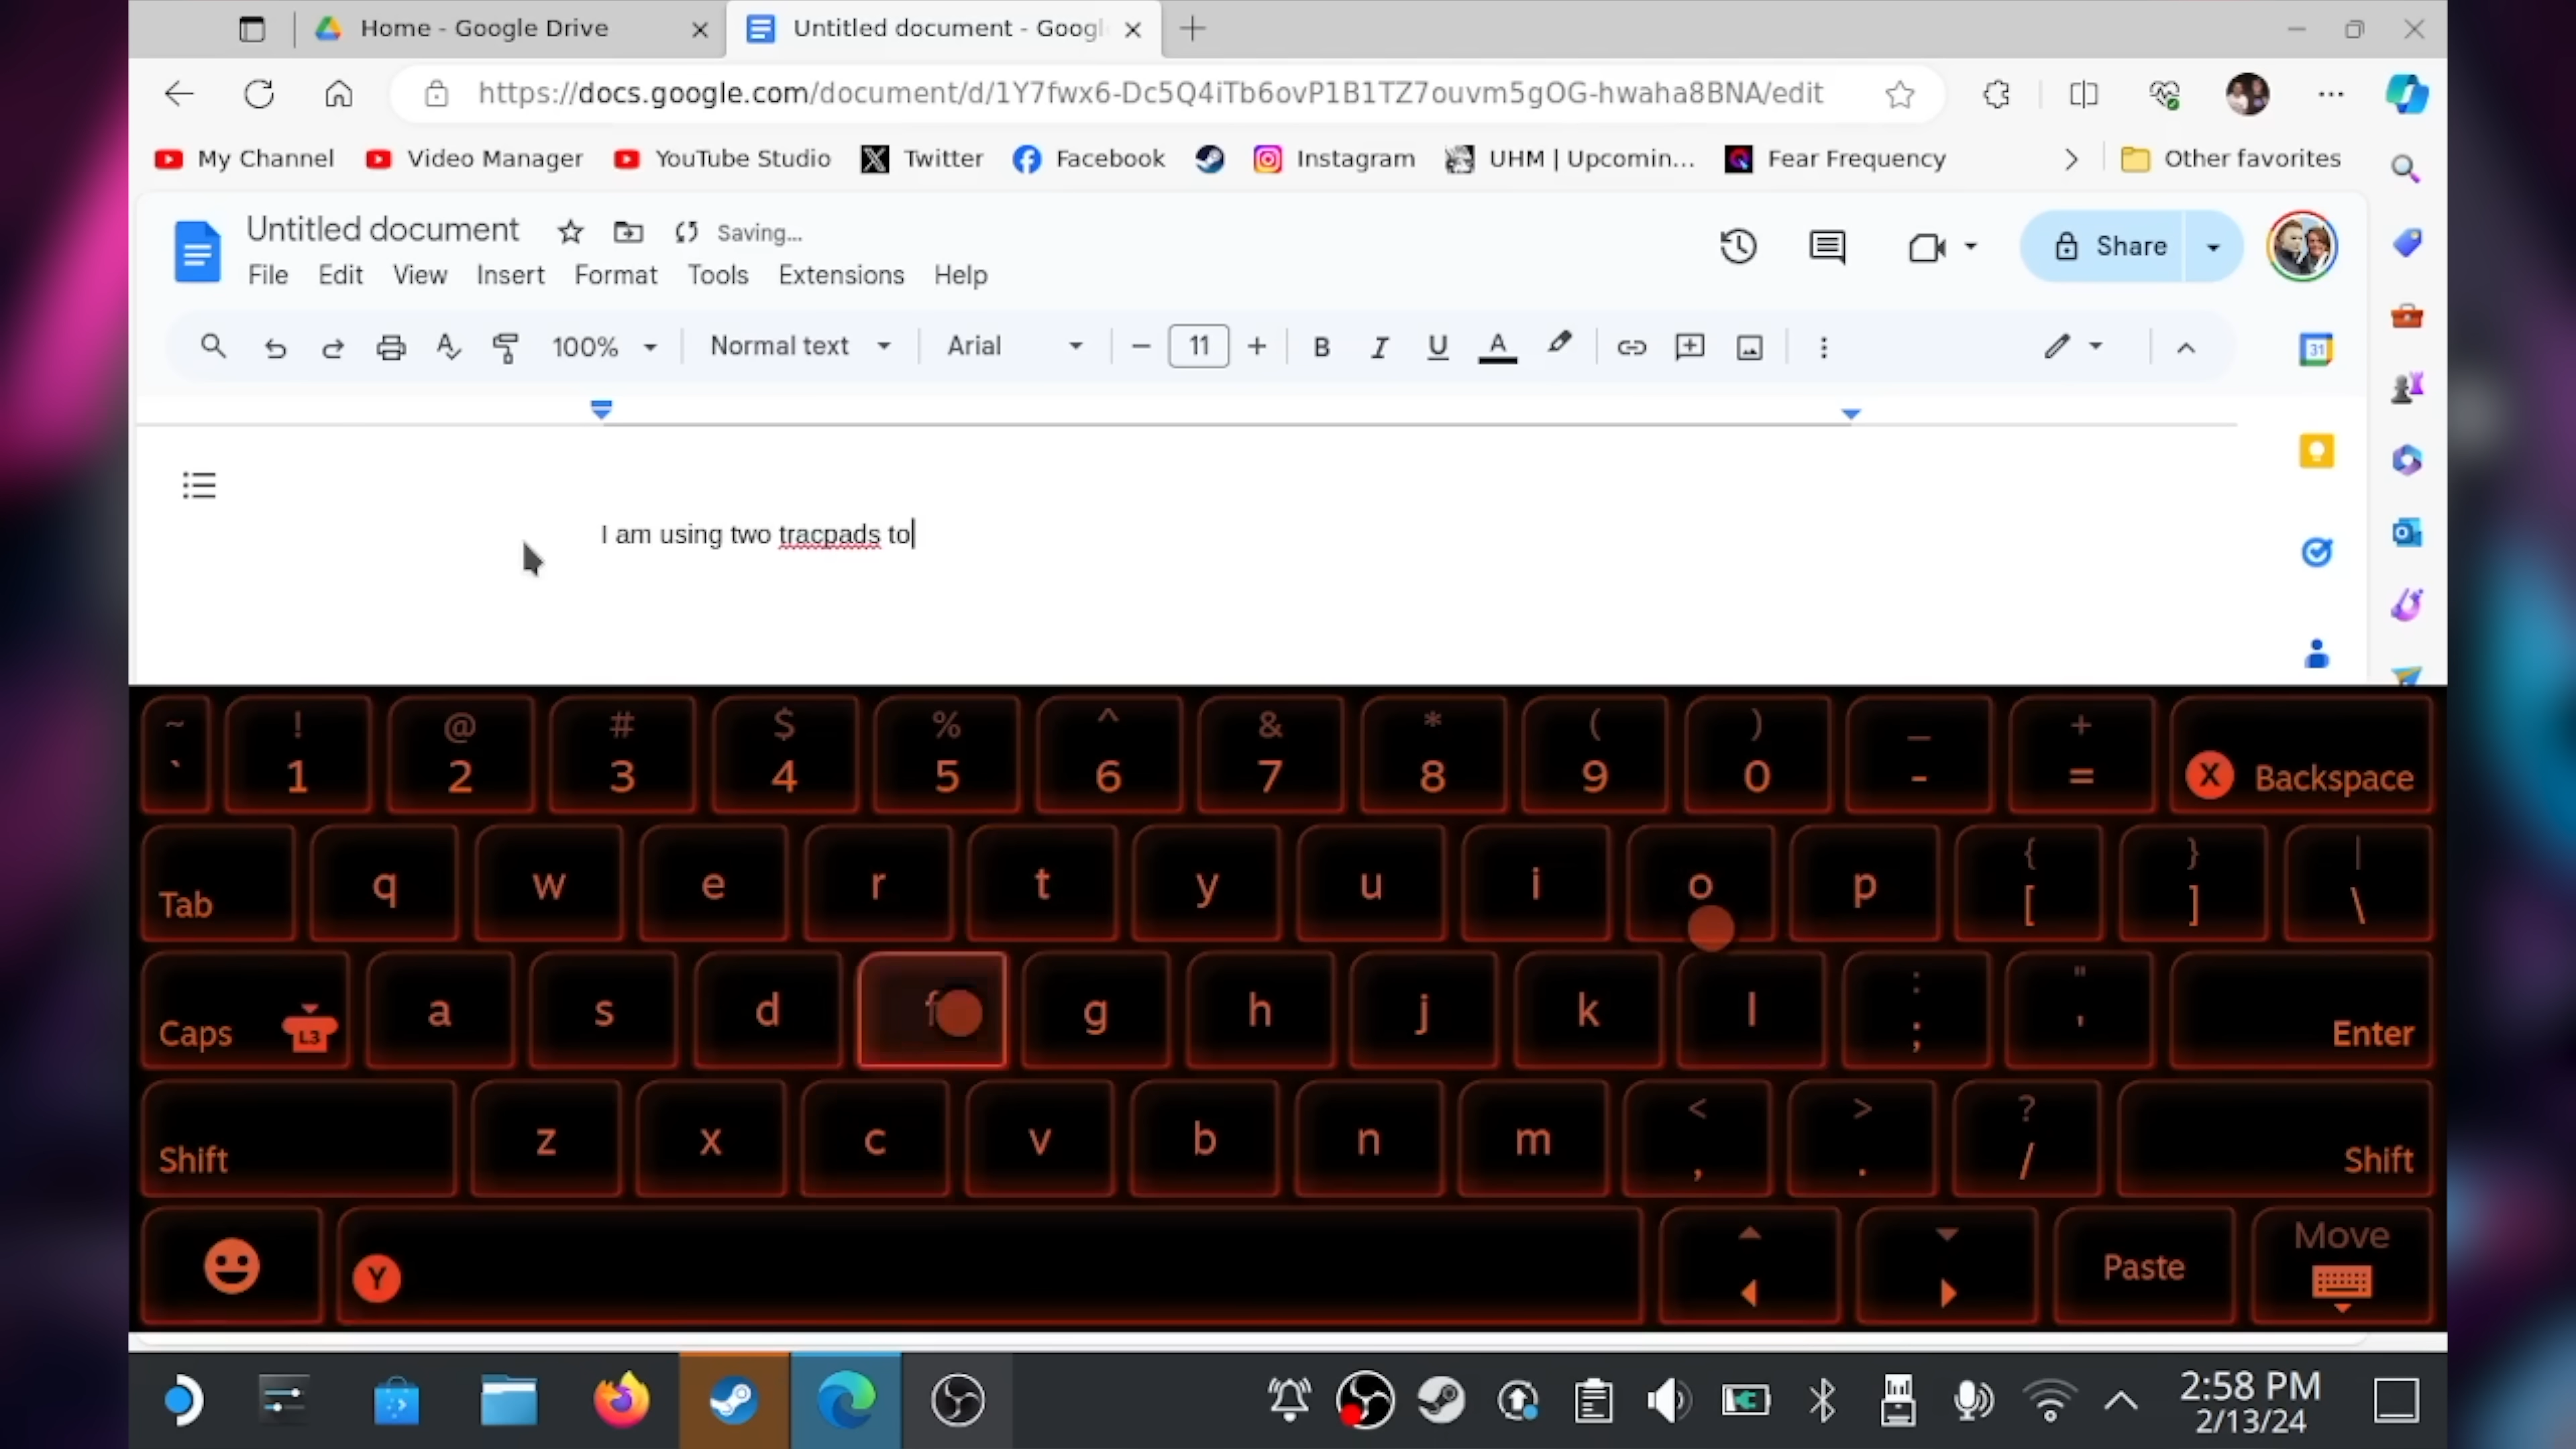 Home - Google Drive
Untitled document - Googl
https://docs.google.com/document/d/1Y7fwx6-Dc5Q4iTb6ovP1B1TZ7ouvm5gOG-hwaha8BNA/edit
My Channel Video Manager YouTube Studio Twitter Facebook Instagram UHM | Upcomin... Fear Frequency Other favorites
Untitled document Saving... Share
File Edit View Insert Format Tools Extensions Help
100% Normal text Arial 11 B I U A 31
I am using two tracpads to
~ ! @ # $ % ^ & * ( ) _ +
` 1 2 3 4 5 6 7 8 9 0 - = X Backspace
{ } |
Tab q w e r t y u i o p [ ] \
: "
Caps L3 a s d f g h j k l ; ' Enter
< > ?
Shift z x c v b n m , . / Shift
Y Paste Move
2:58 PM
2/13/24